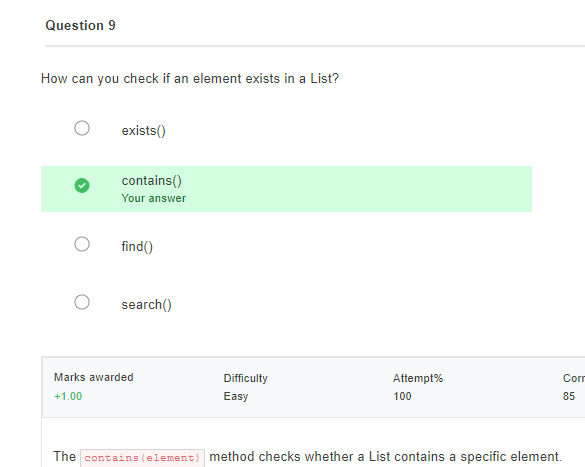 Question 9
How can you check if an element exists in a List?
exists()
contains()
Your answer
find()
search()
Marks awarded Difficulty Attempt%
+1.00 Easy 100 85
The contains(element) method checks whether a List contains a specific element.